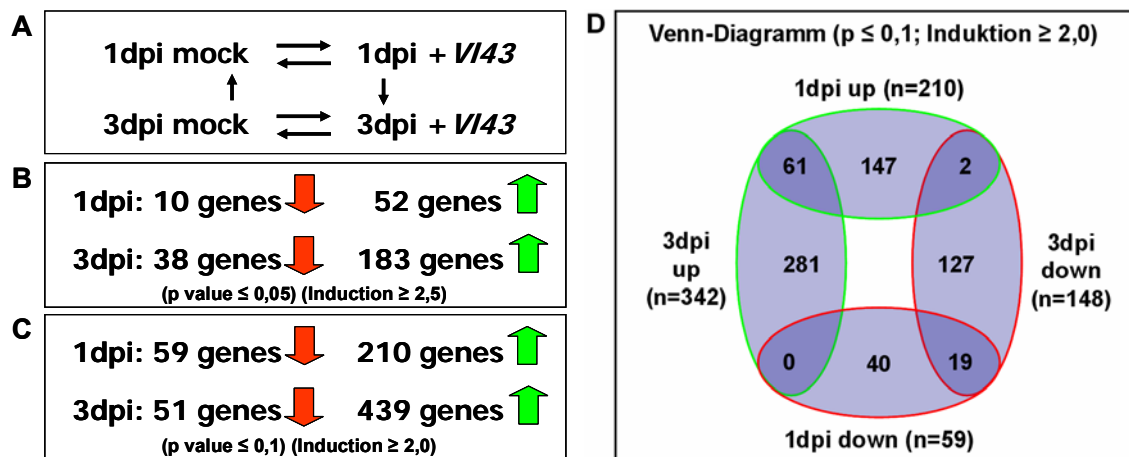 A
1dpi mock 1dpi + Vl43
3dpi mock 3dpi + Vl43
B
1dpi: 10 genes 52 genes
3dpi: 38 genes 183 genes
(p value ≤ 0,05) (Induction ≥ 2,5)
C
1dpi: 59 genes 210 genes
3dpi: 51 genes 439 genes
(p value ≤ 0,1) (Induction ≥ 2,0)
D
Venn-Diagramm (p ≤ 0,1; Induktion ≥ 2,0)
1dpi up (n=210)
61 147 2
3dpi
up
(n=342)
281 127
3dpi
down
(n=148)
0 40 19
1dpi down (n=59)